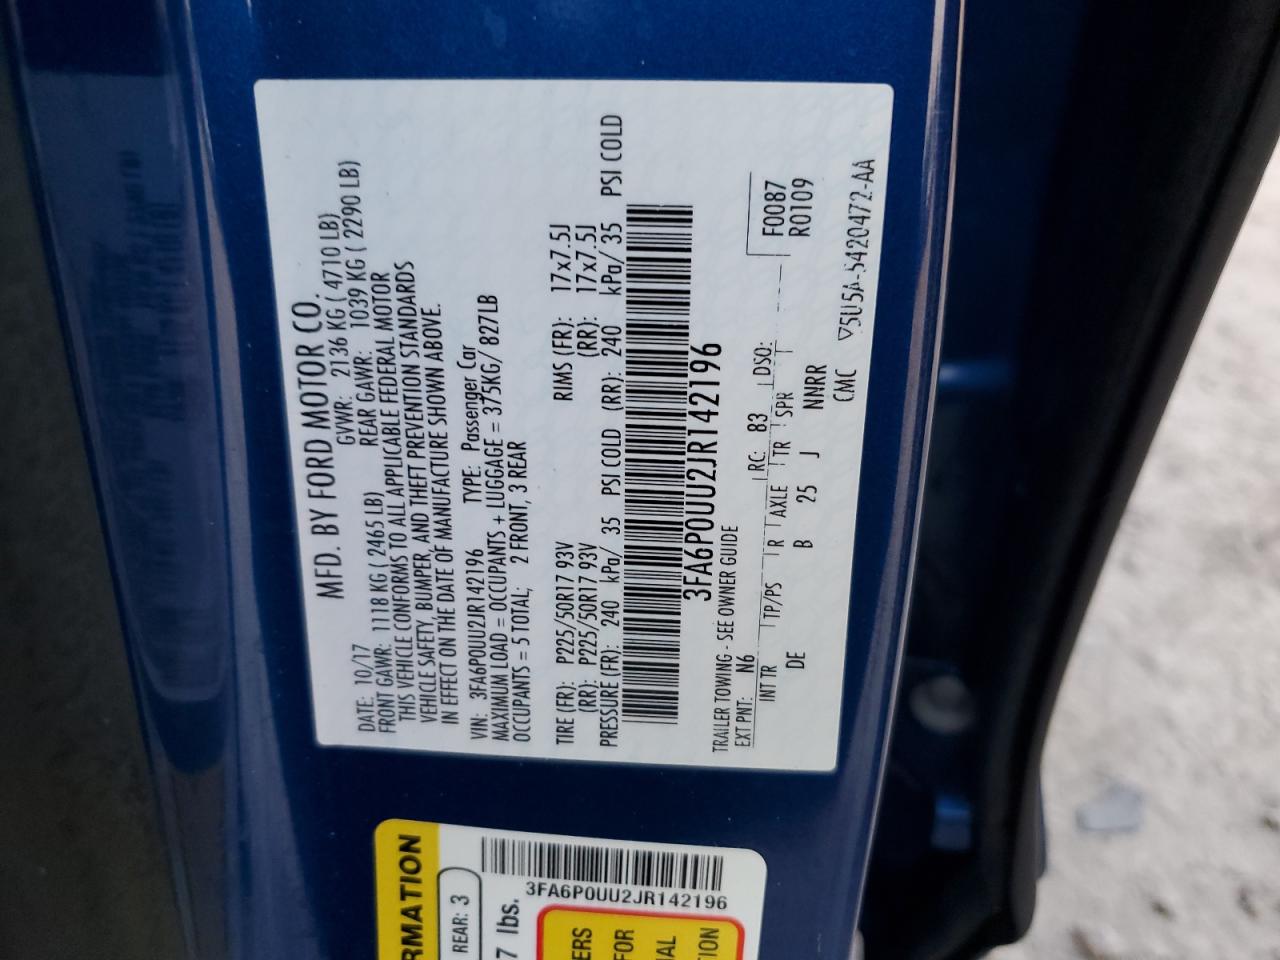 MFD. BY FORD MOTOR CO.
DATE: 10/17 GVWR: 2136 KG ( 4710 LB)
FRONT GAWR: 1118 KG ( 2465 LB) REAR GAWR: 1039 KG ( 2290 LB)
THIS VEHICLE CONFORMS TO ALL APPLICABLE FEDERAL MOTOR
VEHICLE SAFETY, BUMPER, AND THEFT PREVENTION STANDARDS
IN EFFECT ON THE DATE OF MANUFACTURE SHOWN ABOVE.
VIN: 3FA6P0UU2JR142196 TYPE: Passenger Car
MAXIMUM LOAD = OCCUPANTS + LUGGAGE = 375KG/ 827LB
OCCUPANTS = 5 TOTAL; 2 FRONT, 3 REAR
TIRE (FR): P225/50R17 93V RIMS (FR): 17x7.5J
(RR): P225/50R17 93V (RR): 17x7.5J
PRESSURE (FR): 240 kPa/ 35 PSI COLD (RR): 240 kPa/ 35 PSI COLD
3FA6P0UU2JR142196
TRAILER TOWING - SEE OWNER GUIDE F0087
EXT PNT: N6 RC: 83 DSO: R0109
INT TR TP/PS R AXLE TR SPR
DE B 25 J NNRR
CMC ▽5U5A-5420472-AA
RMATION
REAR: 3
7 lbs.
3FA6P0UU2JR142196
ERS
FOR
IAL
TION